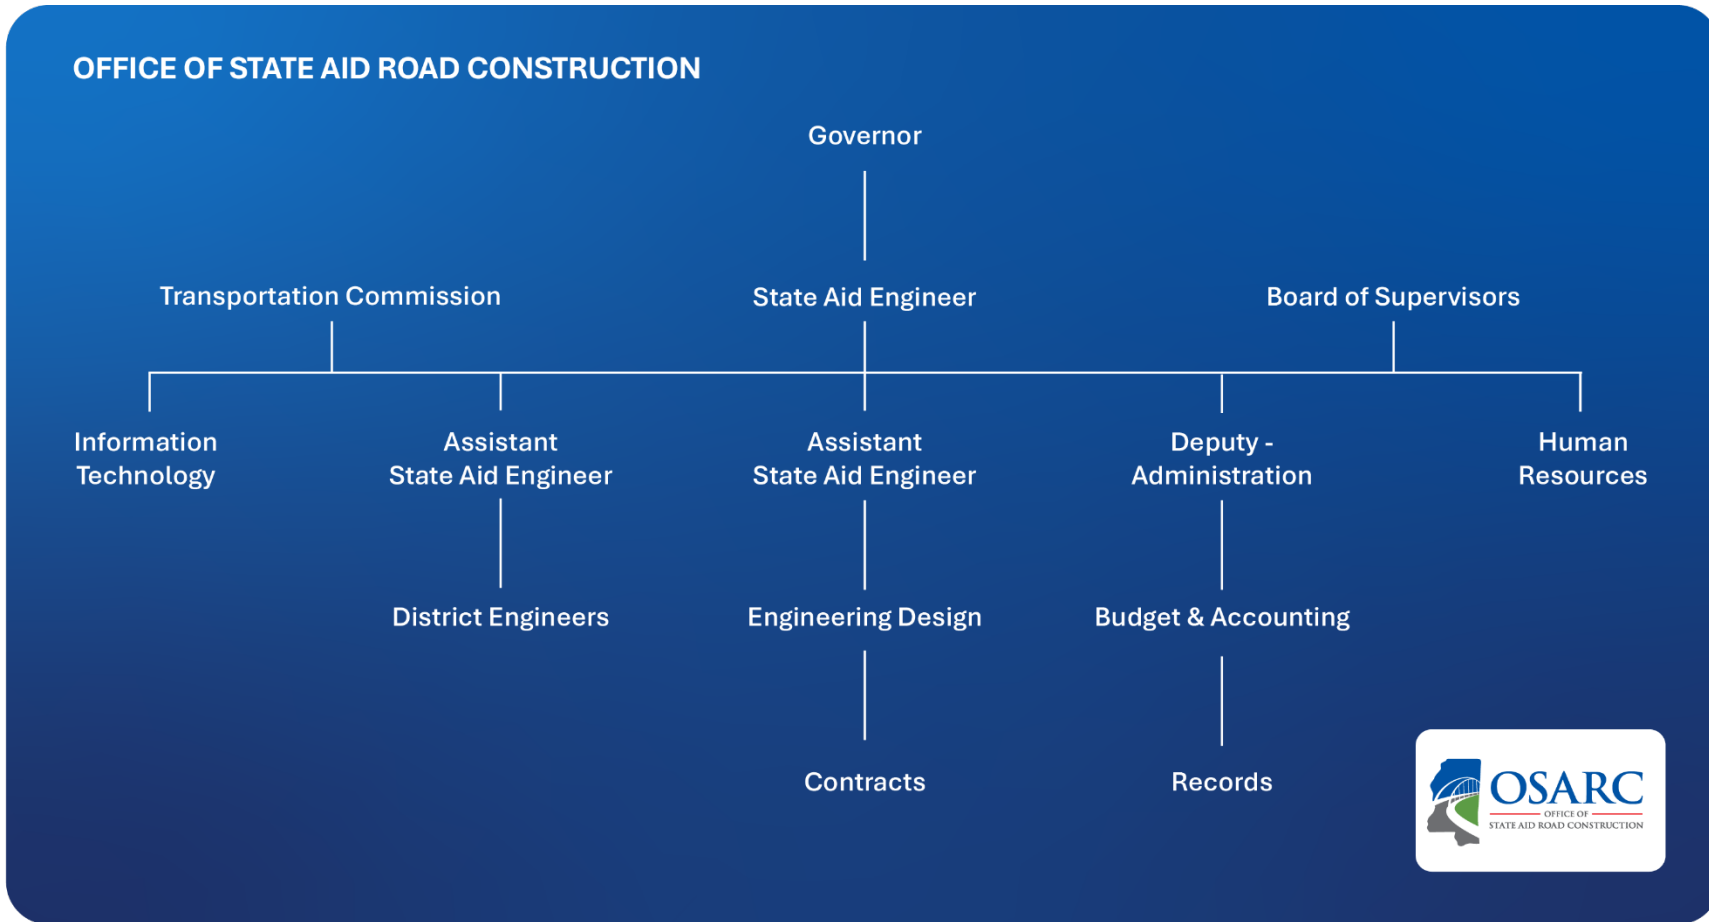 OFFICE OF STATE AID ROAD CONSTRUCTION
Governor
Transportation Commission
State Aid Engineer
Board of Supervisors
Information
Technology
Assistant
State Aid Engineer
Assistant
State Aid Engineer
Deputy -
Administration
Human
Resources
District Engineers
Engineering Design
Budget & Accounting
Contracts
Records
OSARC
OFFICE OF
STATE AID ROAD CONSTRUCTION